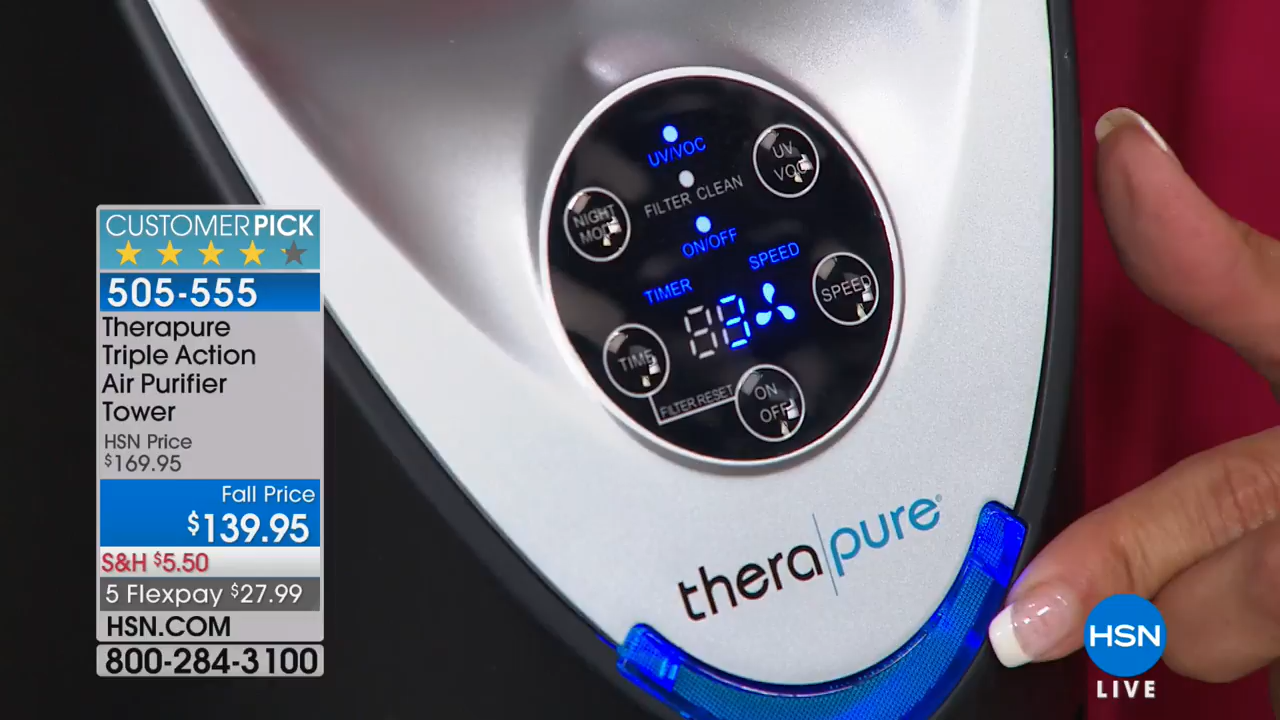 CUSTOMER PICK
505-555
Therapure
Triple Action
Air Purifier
Tower
HSN Price
$169.95
Fall Price
$139.95
S&H $5.50
5 Flexpay $27.99
HSN.COM
800-284-3100
UV/VOC
UV
VOC
FILTER CLEAN
NIGHT
MODE
ON/OFF
SPEED
TIMER
SPEED
3
TIME
FILTER RESET
ON
OFF
thera|pure®
HSN
LIVE